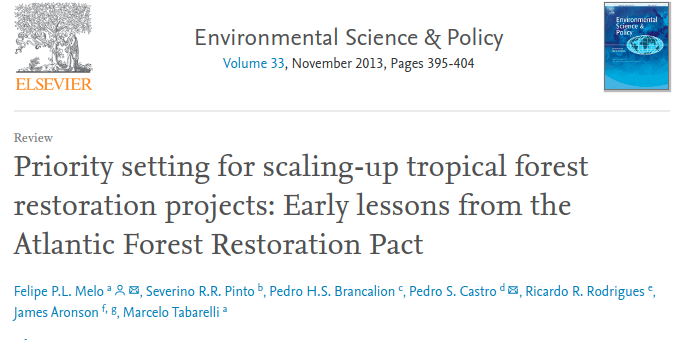 ELSEVIER
Environmental Science & Policy
Volume 33, November 2013, Pages 395-404
Environmental
Science &
Policy
Review
Priority setting for scaling-up tropical forest
restoration projects: Early lessons from the
Atlantic Forest Restoration Pact
Felipe P.L. Melo a, Severino R.R. Pinto b, Pedro H.S. Brancalion c, Pedro S. Castro d, Ricardo R. Rodrigues e,
James Aronson f, g, Marcelo Tabarelli a